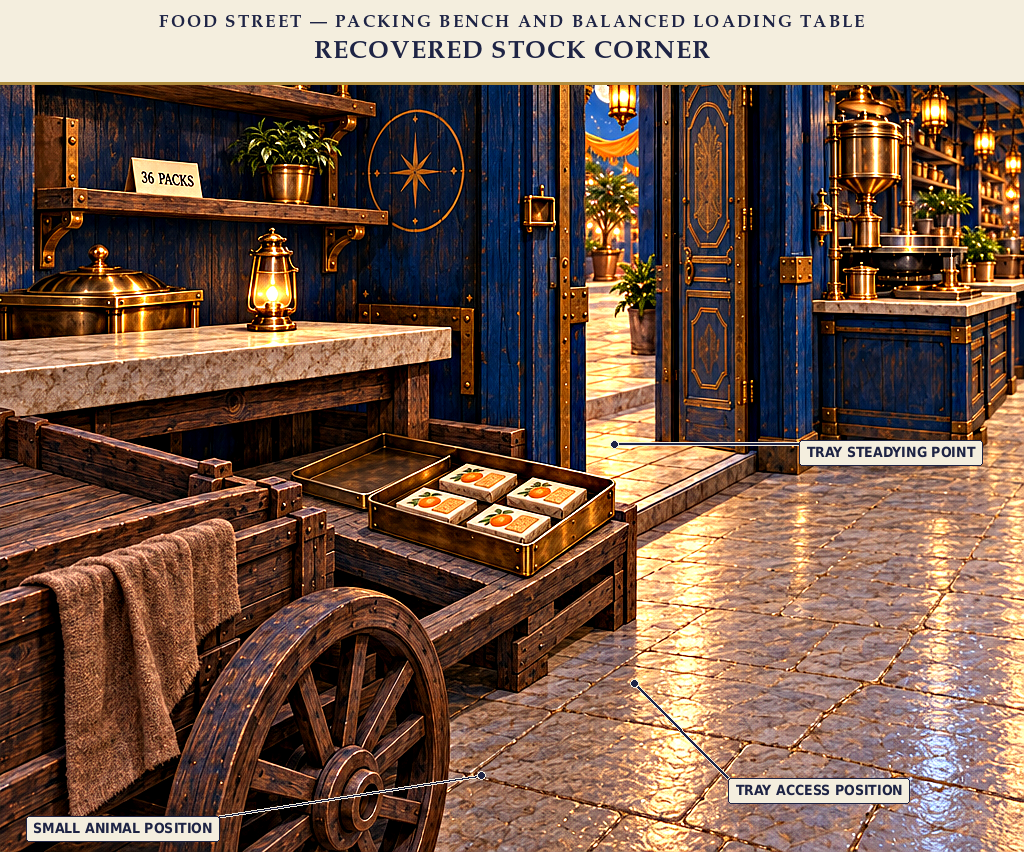 FOOD STREET — PACKING BENCH AND BALANCED LOADING TABLE
RECOVERED STOCK CORNER
36 PACKS
TRAY STEADYING POINT
TRAY ACCESS POSITION
SMALL ANIMAL POSITION